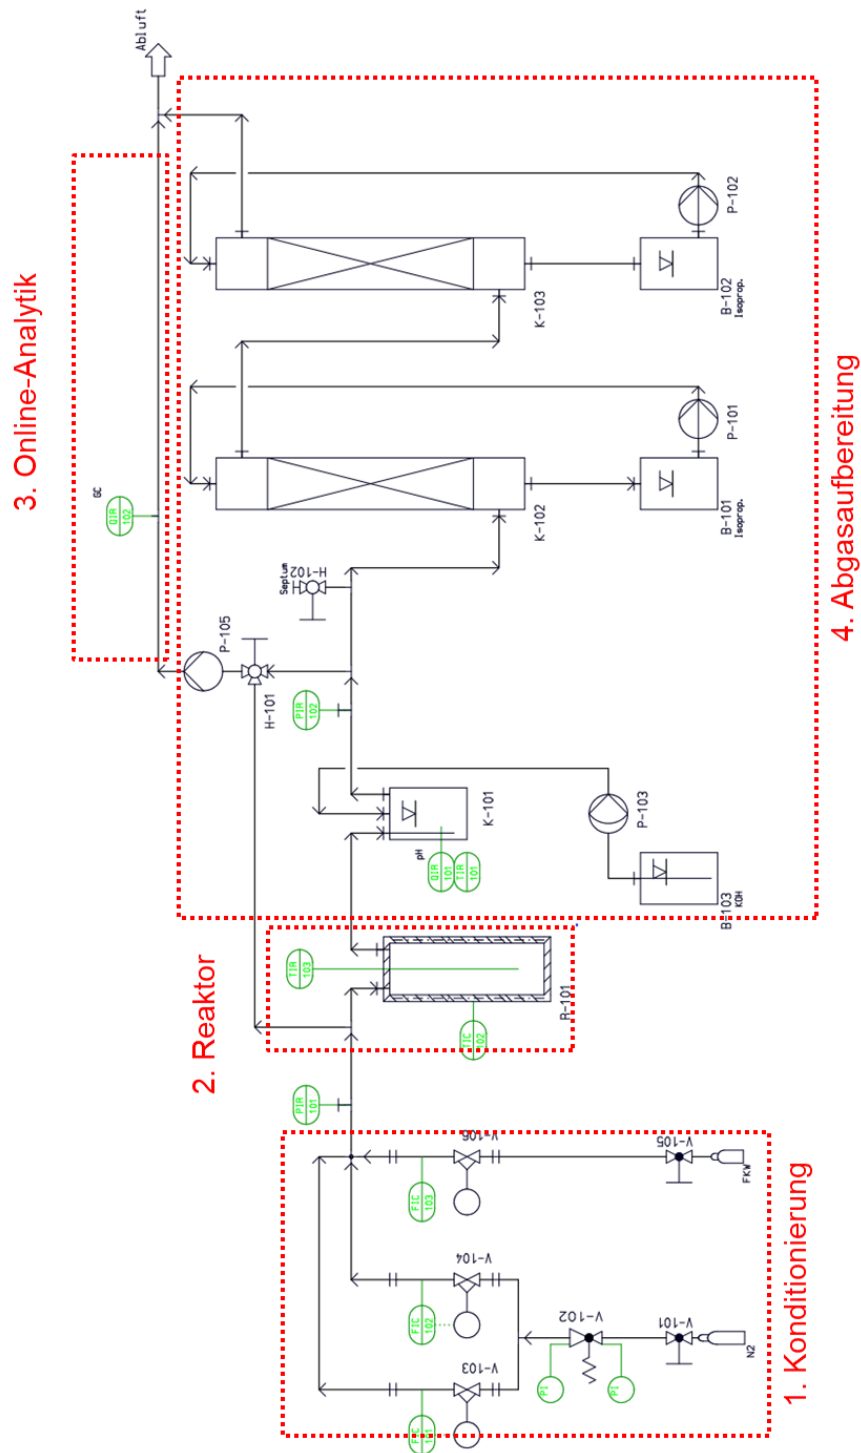 Abluft
3. Online-Analytik
GC
QIR
102
P-102
B-102
Isoprop.
K-103
P-101
B-101
Isoprop.
K-102
Septum
H-102
P-105
H-101
PIR
102
K-101
pH
QIR
101
TIR
101
P-103
B-103
KOH
4. Abgasaufbereitung
2. Reaktor
TIR
103
R-101
TIC
102
PIR
101
V-106
V-105
FKW
FIC
103
V-104
FIC
102
V-102
V-101
N2
PI
PI
V-103
FIC
101
1. Konditionierung